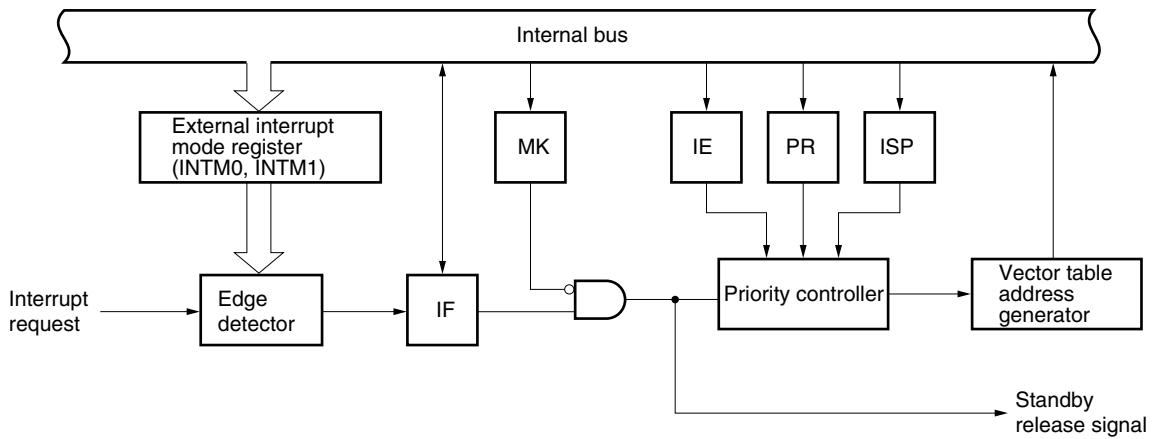 Internal bus
External interrupt
mode register
(INTM0, INTM1)
MK
IE
PR
ISP
Interrupt
request
Edge
detector
IF
Priority controller
Vector table
address
generator
Standby
release signal